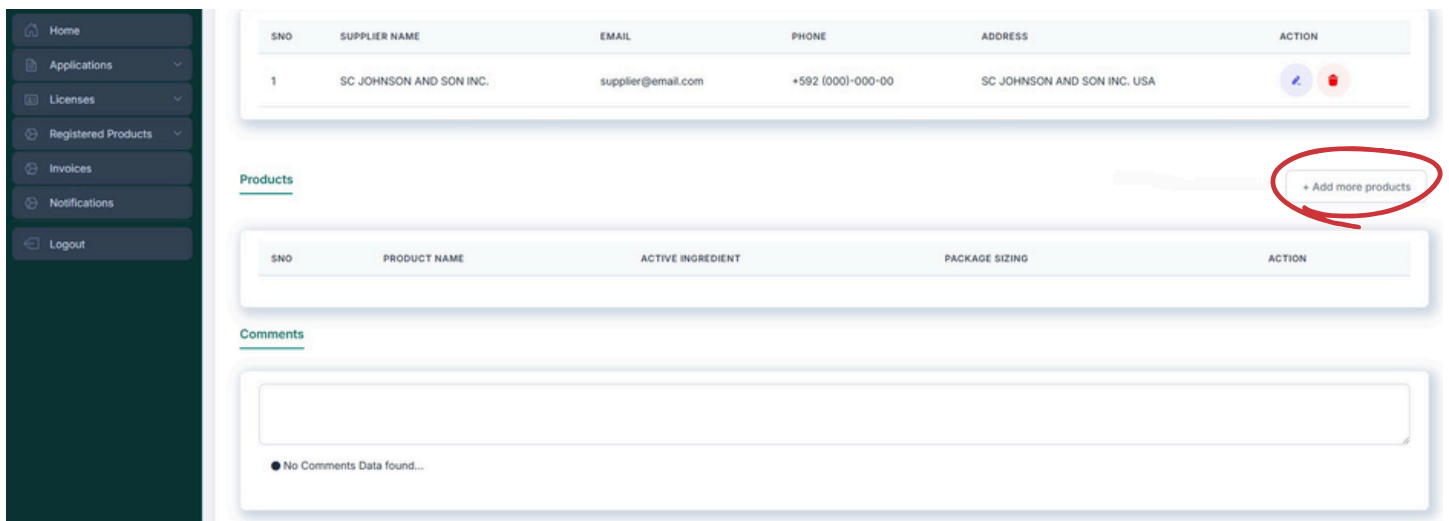 Home
Applications
Licenses
Registered Products
Invoices
Notifications
Logout
SNO SUPPLIER NAME EMAIL PHONE ADDRESS ACTION
1 SC JOHNSON AND SON INC. supplier@email.com +592 (000)-000-00 SC JOHNSON AND SON INC. USA
Products
+ Add more products
SNO PRODUCT NAME ACTIVE INGREDIENT PACKAGE SIZING ACTION
Comments
No Comments Data found...